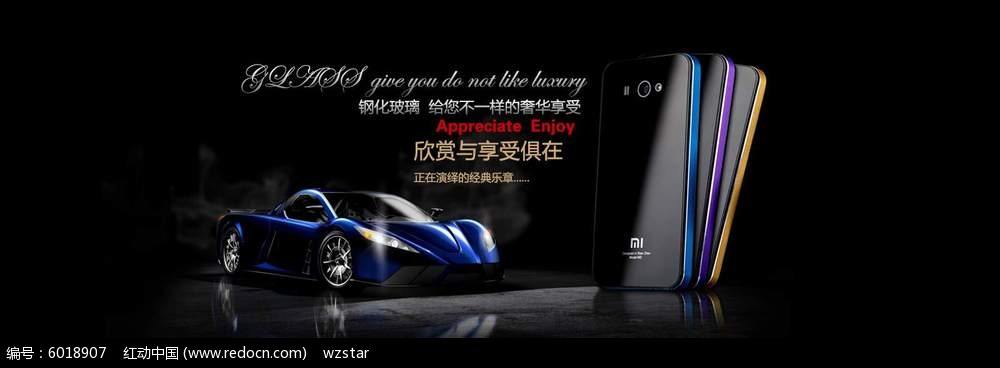 GLASS give you do not like luxury
钢化玻璃 给您不一样的奢华享受
Appreciate Enjoy
欣赏与享受俱在
正在演绎的经典乐章......
MI
编号：6018907 红动中国 (www.redocn.com) wzstar